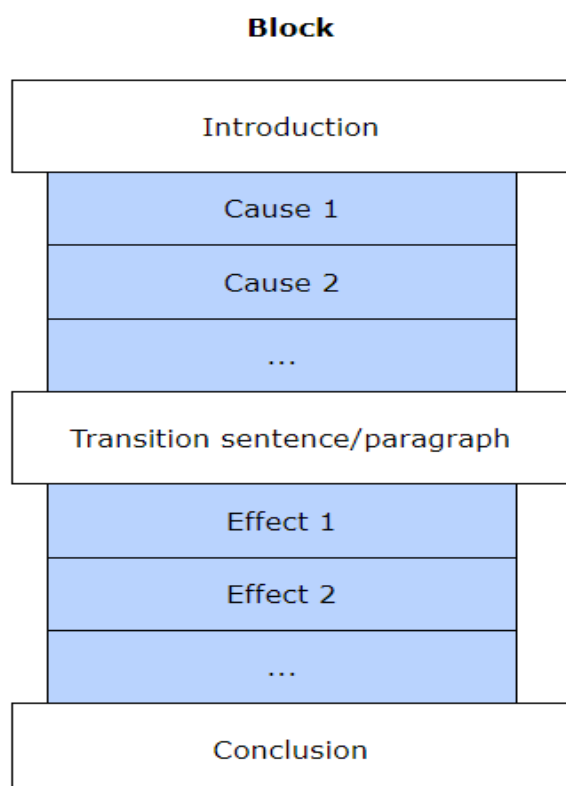 Block
Introduction
Cause 1
Cause 2
...
Transition sentence/paragraph
Effect 1
Effect 2
...
Conclusion